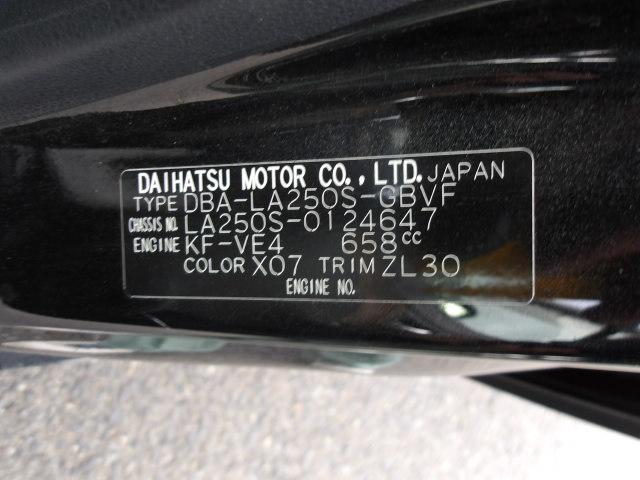 DAIHATSU MOTOR CO., LTD. JAPAN
TYPE DBA-LA250S-GBVF
CHASSIS NO. LA250S-0124647
ENGINE KF-VE4 658cc
COLOR X07 TRIM ZL30
ENGINE NO.